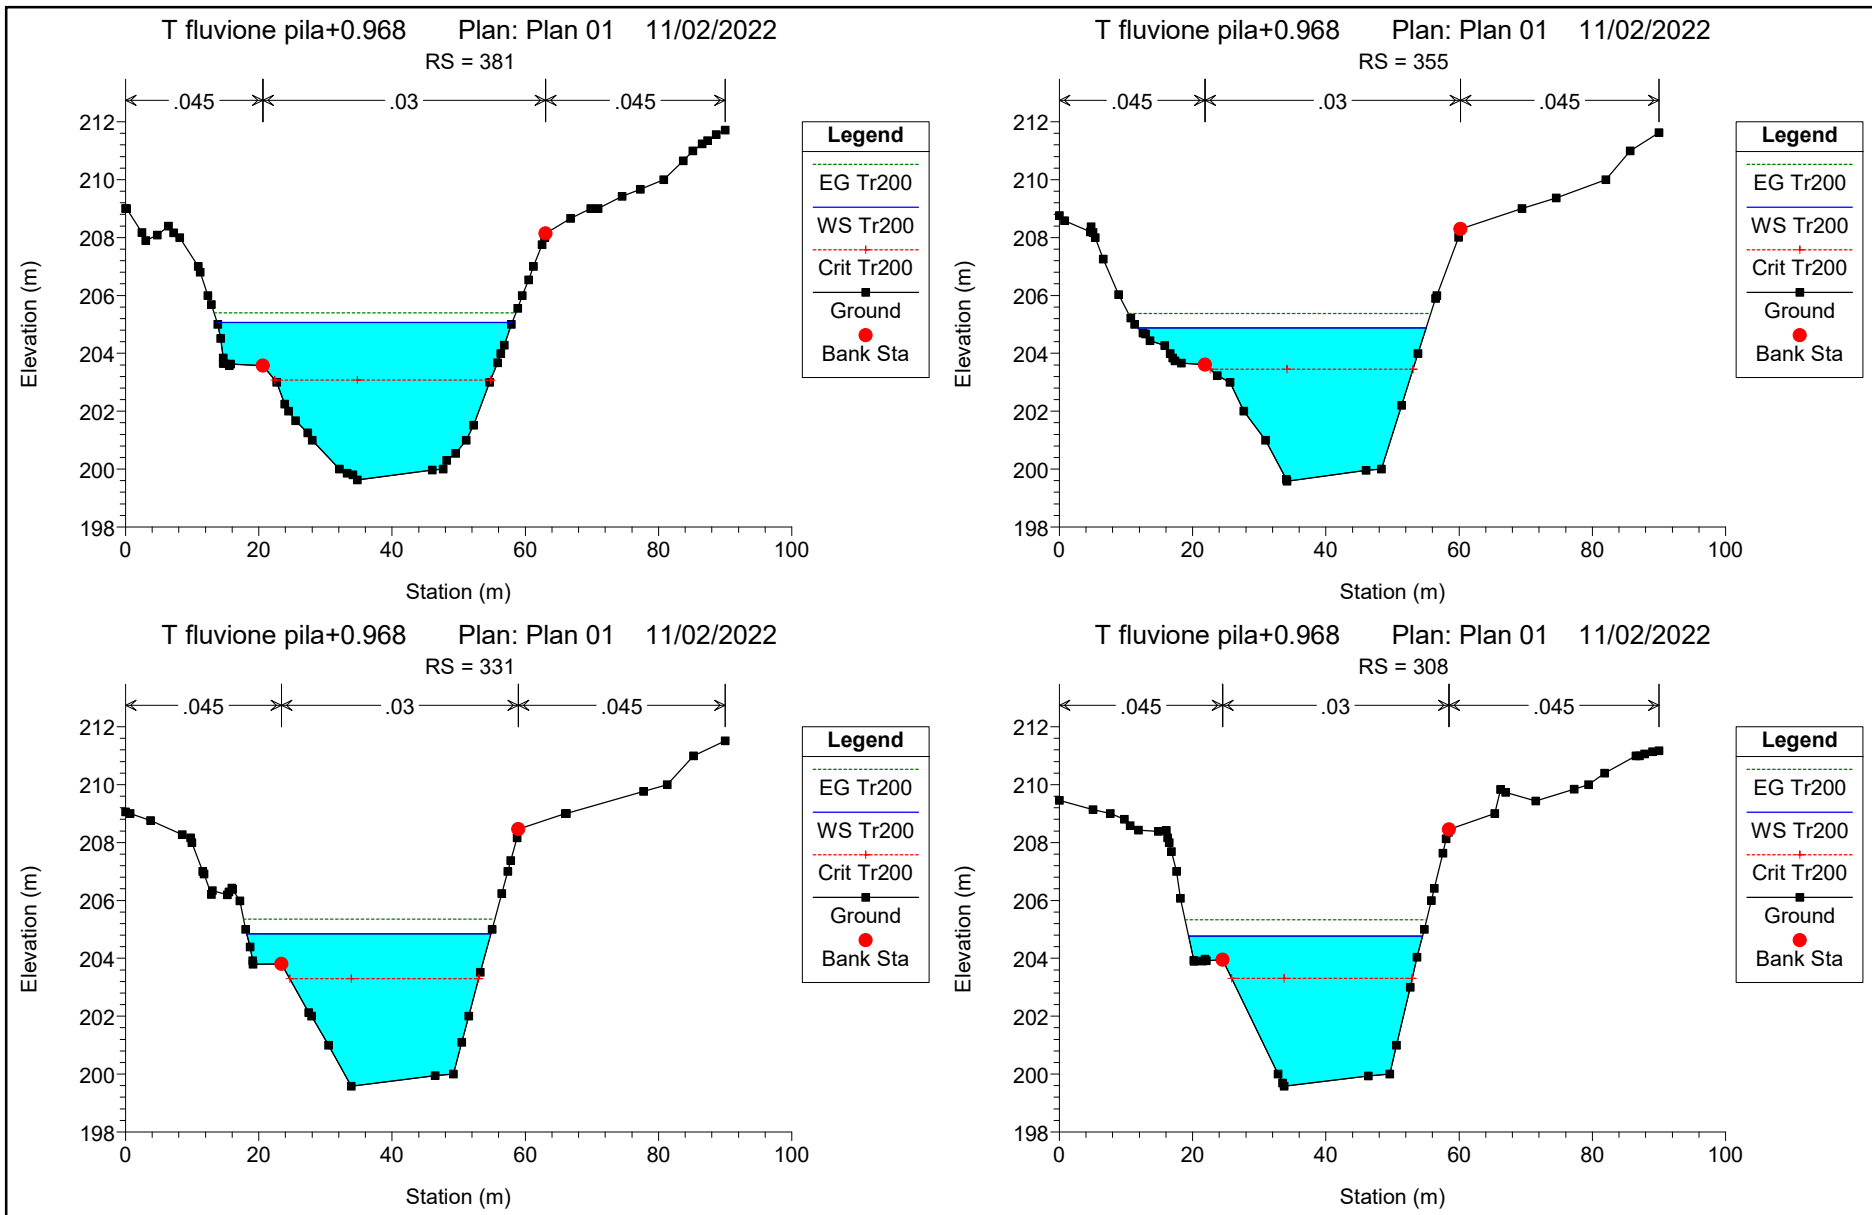 T fluvione pila+0.968 Plan: Plan 01 11/02/2022
RS = 381
.045 .03 .045
212
210
208
206
204
202
200
198
0 20 40 60 80 100
Station (m)
Elevation (m)
Legend
EG Tr200
WS Tr200
Crit Tr200
Ground
Bank Sta
T fluvione pila+0.968 Plan: Plan 01 11/02/2022
RS = 355
.045 .03 .045
212
210
208
206
204
202
200
198
0 20 40 60 80 100
Station (m)
Elevation (m)
Legend
EG Tr200
WS Tr200
Crit Tr200
Ground
Bank Sta
T fluvione pila+0.968 Plan: Plan 01 11/02/2022
RS = 331
.045 .03 .045
212
210
208
206
204
202
200
198
0 20 40 60 80 100
Station (m)
Elevation (m)
Legend
EG Tr200
WS Tr200
Crit Tr200
Ground
Bank Sta
T fluvione pila+0.968 Plan: Plan 01 11/02/2022
RS = 308
.045 .03 .045
212
210
208
206
204
202
200
198
0 20 40 60 80 100
Station (m)
Elevation (m)
Legend
EG Tr200
WS Tr200
Crit Tr200
Ground
Bank Sta